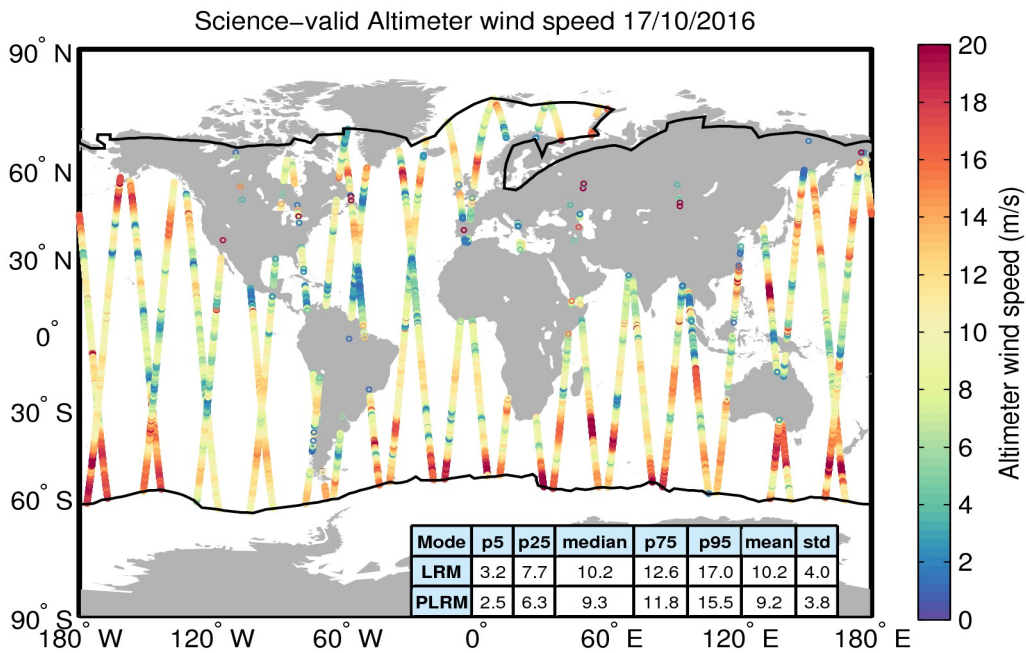 Science−valid Altimeter wind speed 17/10/2016
90° N
60° N
30° N
0°
30° S
60° S
90° S
180° W
120° W
60° W
0°
60° E
120° E
180° E
Mode p5 p25 median p75 p95 mean std
LRM 3.2 7.7 10.2 12.6 17.0 10.2 4.0
PLRM 2.5 6.3 9.3 11.8 15.5 9.2 3.8
20
18
16
14
12
10
8
6
4
2
0
Altimeter wind speed (m/s)